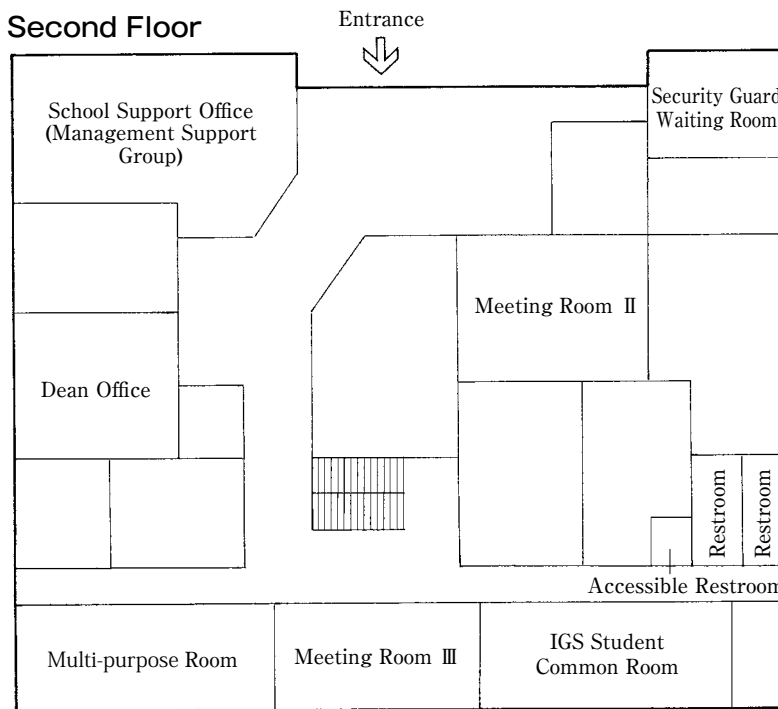 Second Floor
Entrance
School Support Office
(Management Support
Group)
Security Guard
Waiting Room
Meeting Room Ⅱ
Dean Office
Restroom
Restroom
Accessible Restroom
Multi-purpose Room
Meeting Room Ⅲ
IGS Student
Common Room